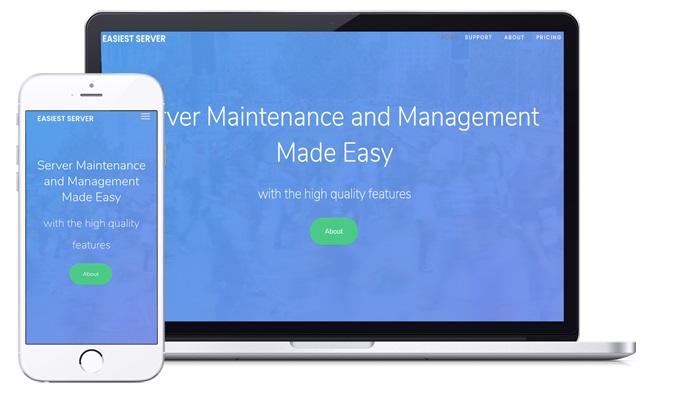 EASIEST SERVER
SUPPORT ABOUT PRICING
ver Maintenance and Management
Made Easy
with the high quality features
About
EASIEST SERVER
Server Maintenance
and Management
Made Easy
with the high quality
features
About